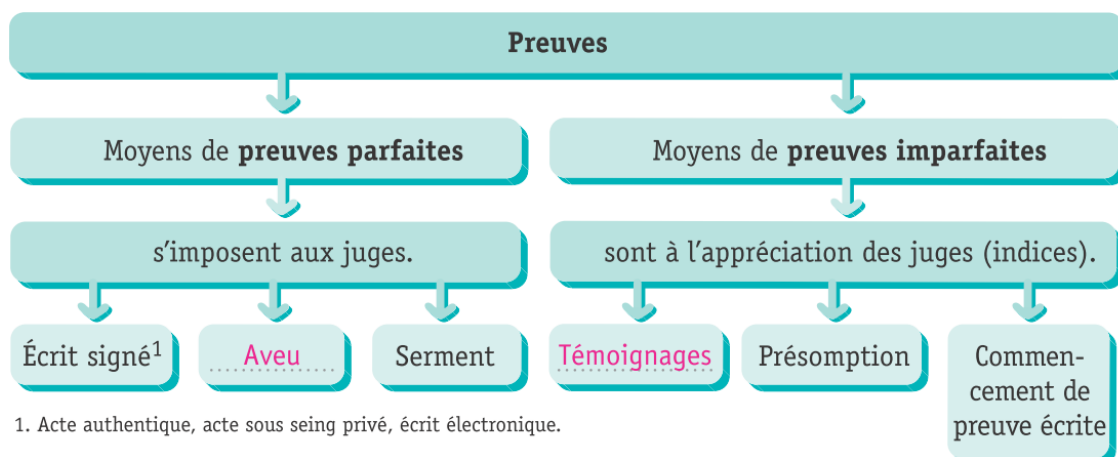 Preuves
Moyens de preuves parfaites
Moyens de preuves imparfaites
s'imposent aux juges.
sont à l'appréciation des juges (indices).
Écrit signé1
Aveu
Serment
Témoignages
Présomption
Commen-
cement de
preuve écrite
1. Acte authentique, acte sous seing privé, écrit électronique.